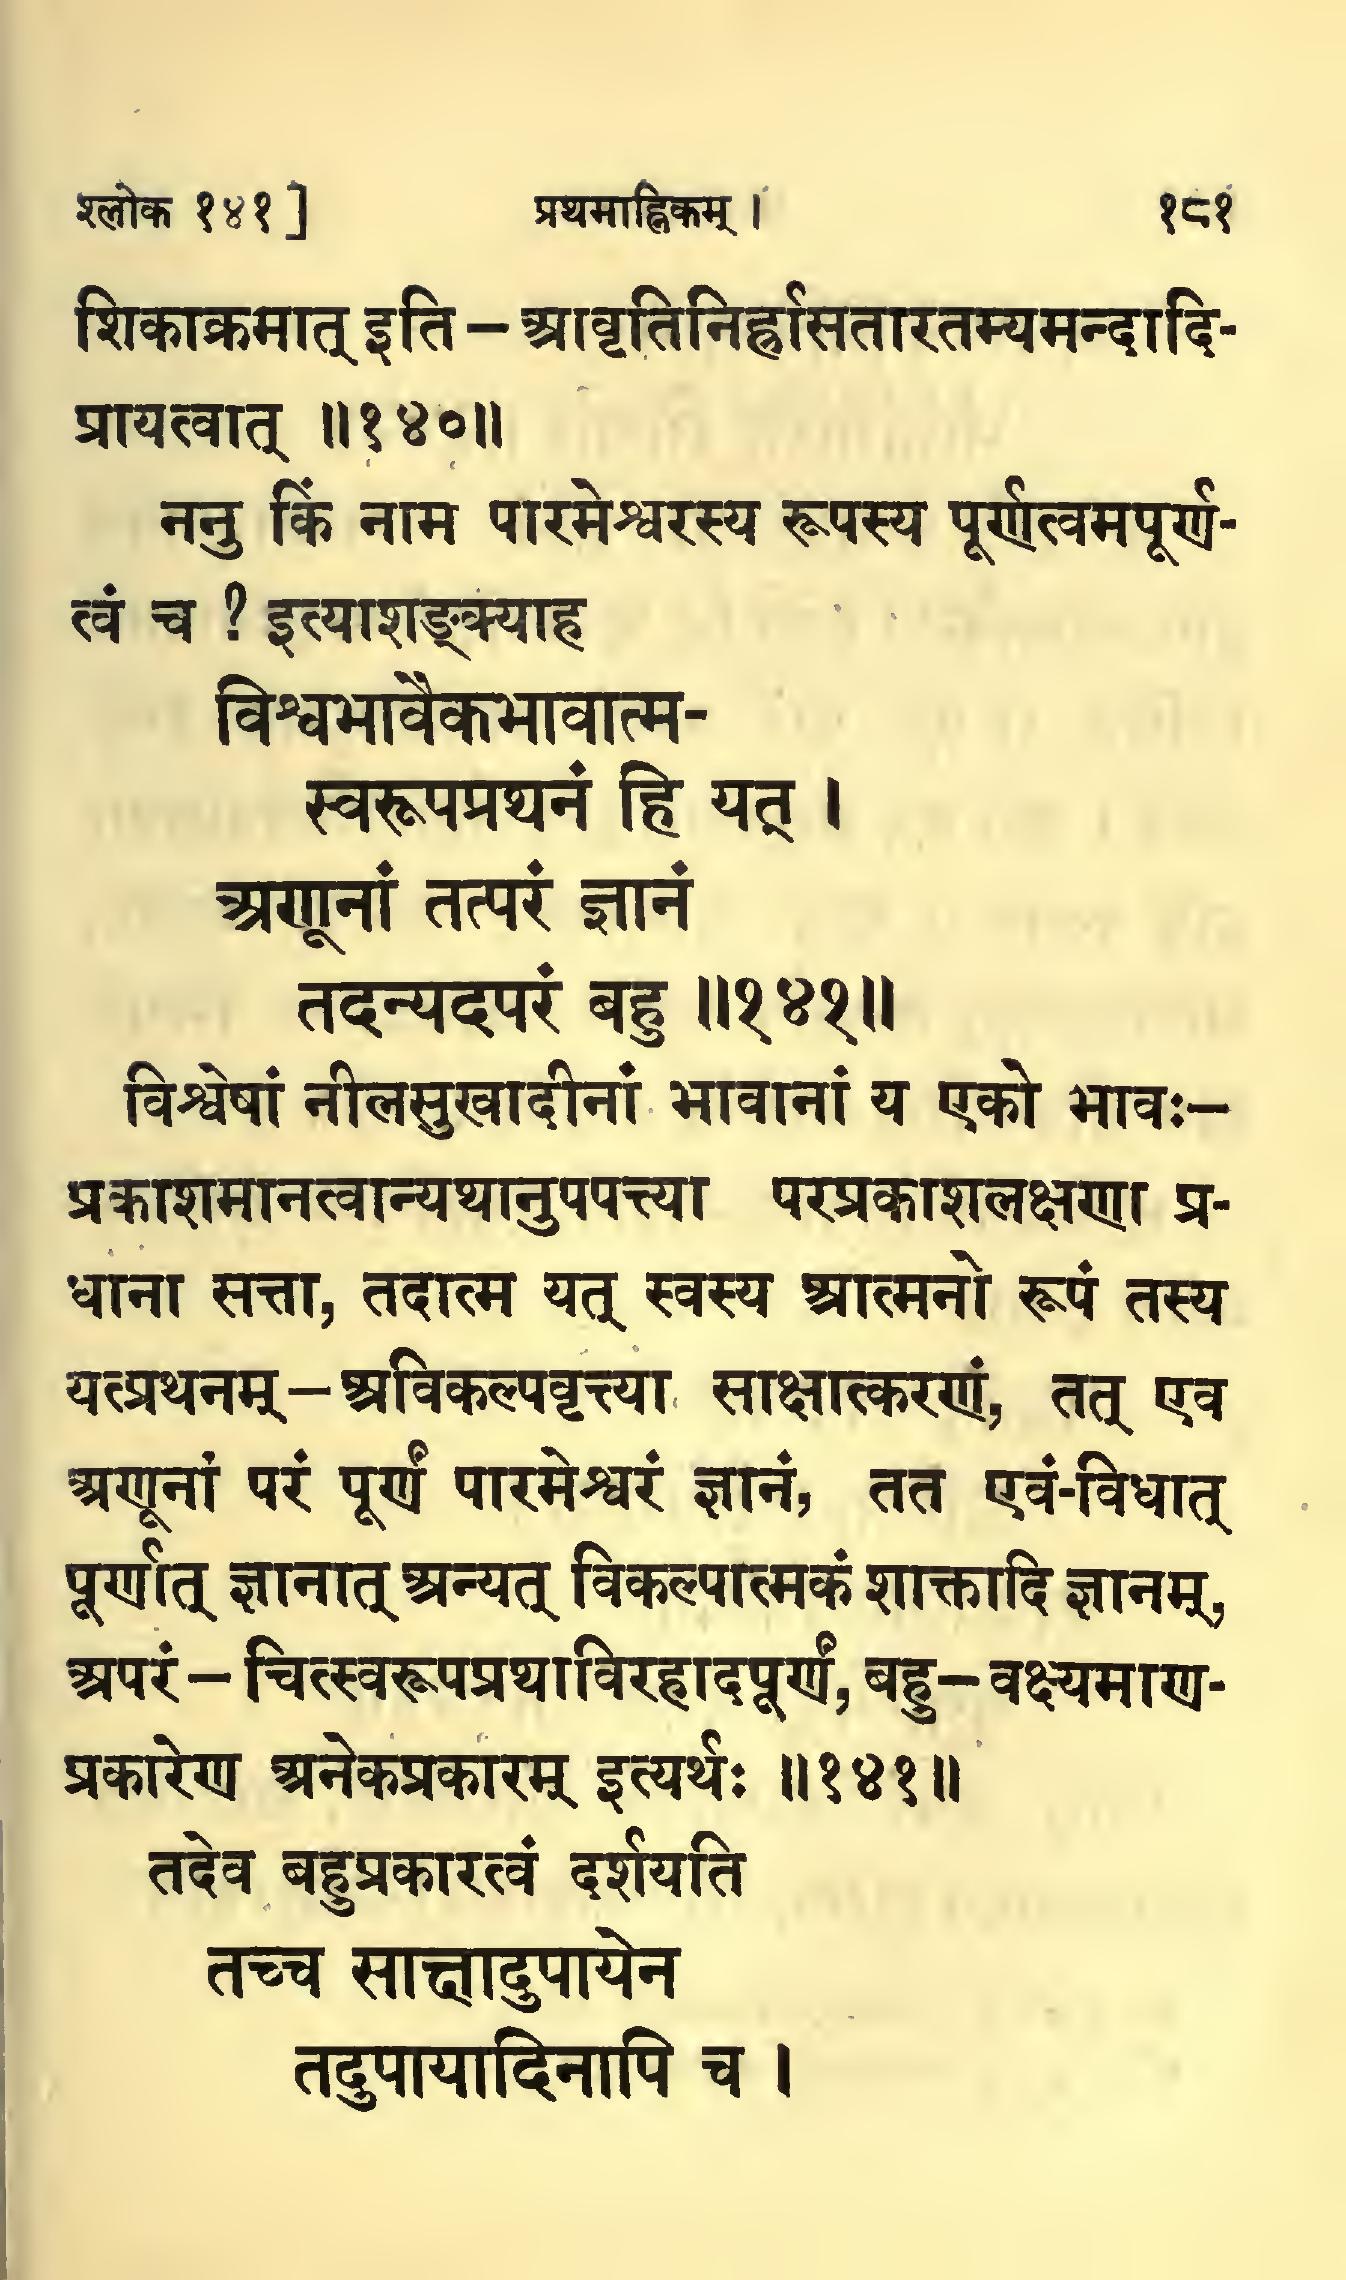 श्लोक १४१]	प्रथमाह्निकम् ।	१८१
शिकाक्रमात् इति – आवृतिनिर्ह्रासतारतम्यमन्दादि-
प्रायत्वात् ॥१४०॥
ननु किं नाम पारमेश्वरस्य रूपस्य पूर्णत्वमपूर्ण-
त्वं च ? इत्याशङ्क्याह
विश्वभावैकभावात्म-
स्वरूपप्रथनं हि यत् ।
अणूनां तत्परं ज्ञानं
तदन्यदपरं बहु ॥१४१॥
विश्वेषां नीलसुखादीनां भावानां य एको भावः–
प्रकाशमानत्वान्यथानुपपत्त्या परप्रकाशलक्षणा प्र-
धाना सत्ता, तदात्म यत् स्वस्य आत्मनो रूपं तस्य
यत्प्रथनम् – अविकल्पवृत्त्या साक्षात्करणं, तत् एव
अणूनां परं पूर्णं पारमेश्वरं ज्ञानं, तत एवं-विधात्
पूर्णात् ज्ञानात् अन्यत् विकल्पात्मकं शाक्तादि ज्ञानम्,
अपरं – चित्स्वरूपप्रथाविरहादपूर्णं, बहु – वक्ष्यमाण-
प्रकारेण अनेकप्रकारम् इत्यर्थः ॥१४१॥
तदेव बहुप्रकारत्वं दर्शयति
तच्च साक्षादुपायेन
तदुपायादिनापि च ।